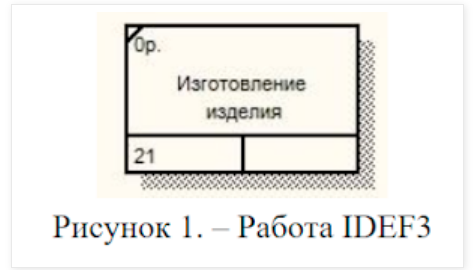 0р.
Изготовление
изделия
21
Рисунок 1. – Работа IDEF3